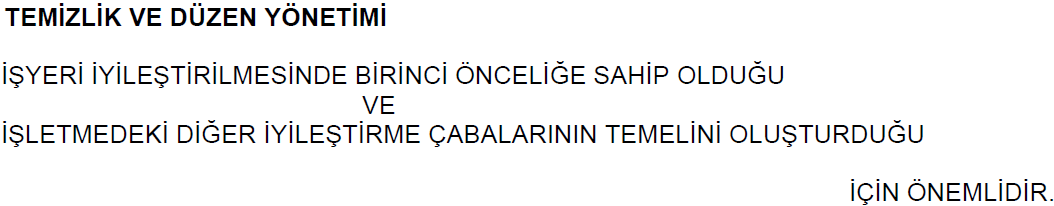 TEMİZLİK VE DÜZEN YÖNETİMİ
İŞYERİ İYİLEŞTİRİLMESİNDE BİRİNCİ ÖNCELİĞE SAHİP OLDUĞU
VE
İŞLETMEDEKİ DİĞER İYİLEŞTİRME ÇABALARININ TEMELİNİ OLUŞTURDUĞU
İÇİN ÖNEMLİDİR.